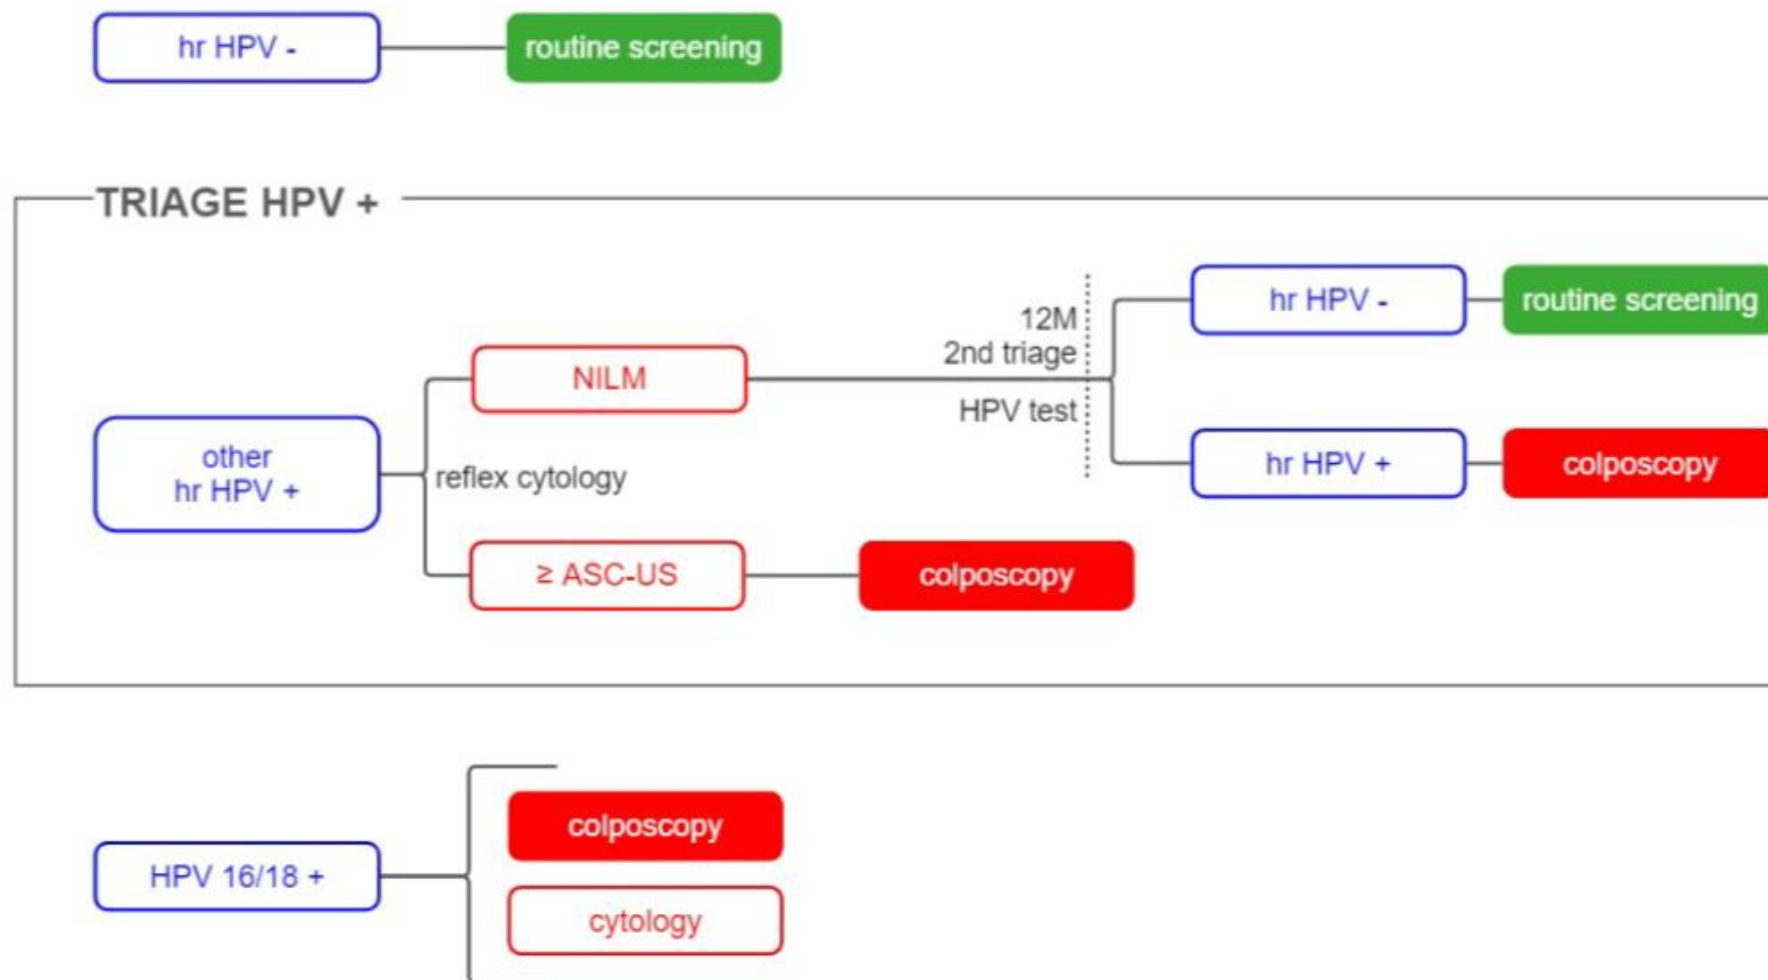 hr HPV -
routine screening
TRIAGE HPV +
12M
2nd triage
HPV test
hr HPV -
routine screening
NILM
other
hr HPV +
reflex cytology
hr HPV +
colposcopy
≥ ASC-US
colposcopy
HPV 16/18 +
colposcopy
cytology